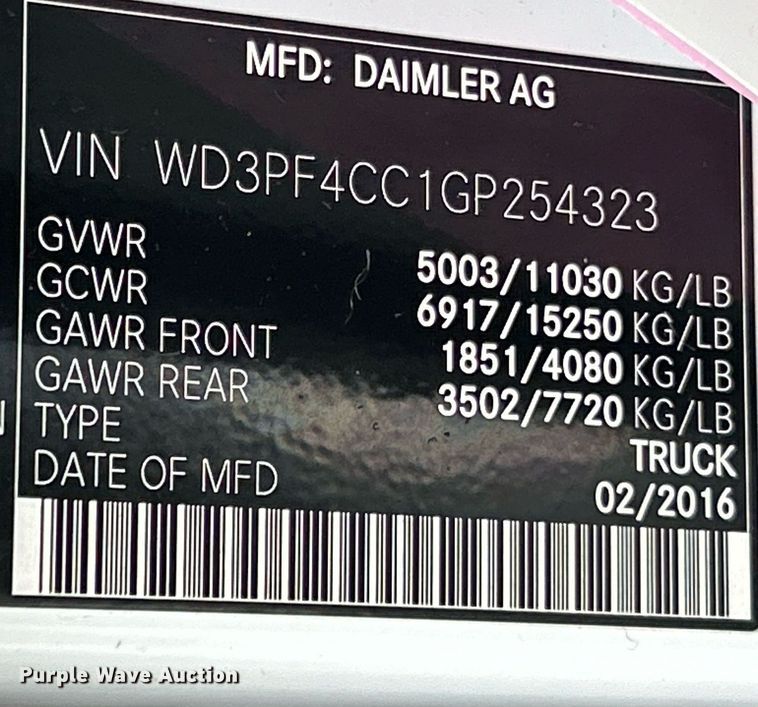 MFD: DAIMLER AG
VIN WD3PF4CC1GP254323
GVWR 5003/11030 KG/LB
GCWR 6917/15250 KG/LB
GAWR FRONT 1851/4080 KG/LB
GAWR REAR 3502/7720 KG/LB
TYPE TRUCK
DATE OF MFD 02/2016
Purple Wave Auction